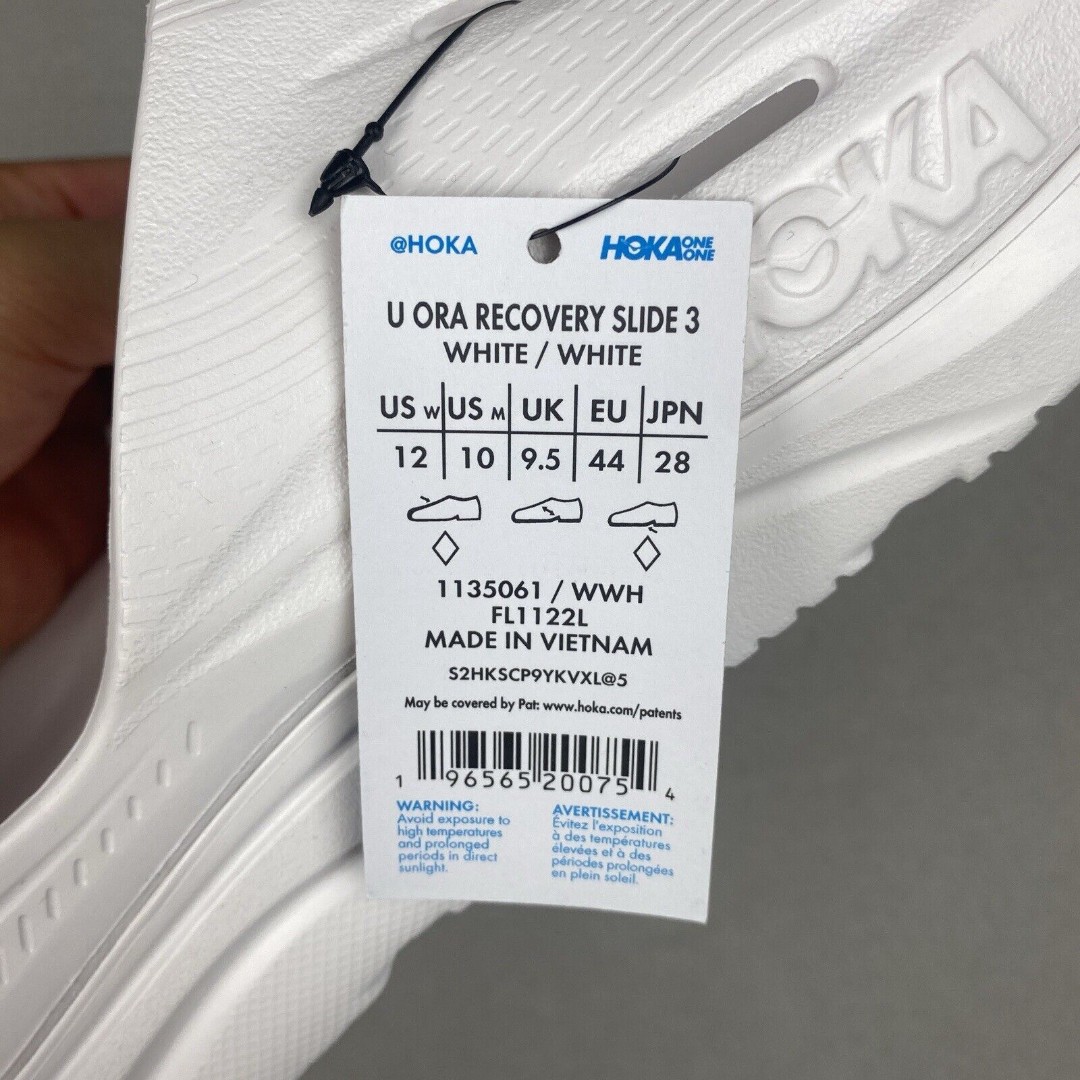 HOKA
@HOKA
HOKA ONE ONE
U ORA RECOVERY SLIDE 3
WHITE / WHITE
US W US M UK EU JPN
12 10 9.5 44 28
1135061 / WWH
FL1122L
MADE IN VIETNAM
S2HKSCP9YKVXL@5
May be covered by Pat: www.hoka.com/patents
1 96565 20075 4
WARNING:
Avoid exposure to
high temperatures
and prolonged
periods in direct
sunlight.
AVERTISSEMENT:
Évitez l'exposition
à des températures
élevées et à des
périodes prolongées
en plein soleil.